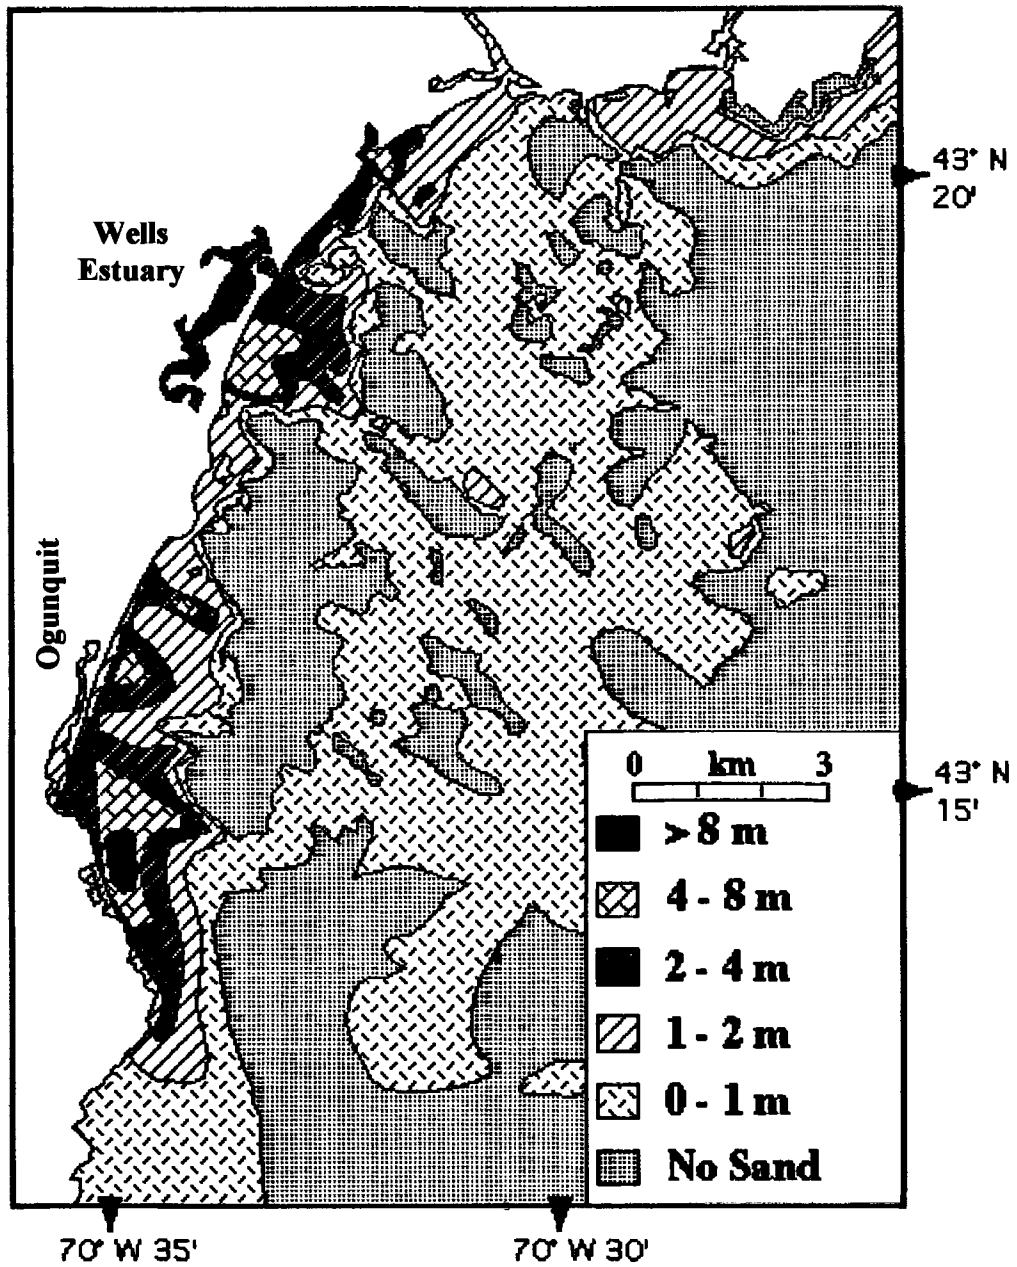 43° N
20'
Wells
Estuary
Ogunquit
0 km 3
43° N
15'
> 8 m
4 - 8 m
2 - 4 m
1 - 2 m
0 - 1 m
No Sand
70° W 35'
70° W 30'